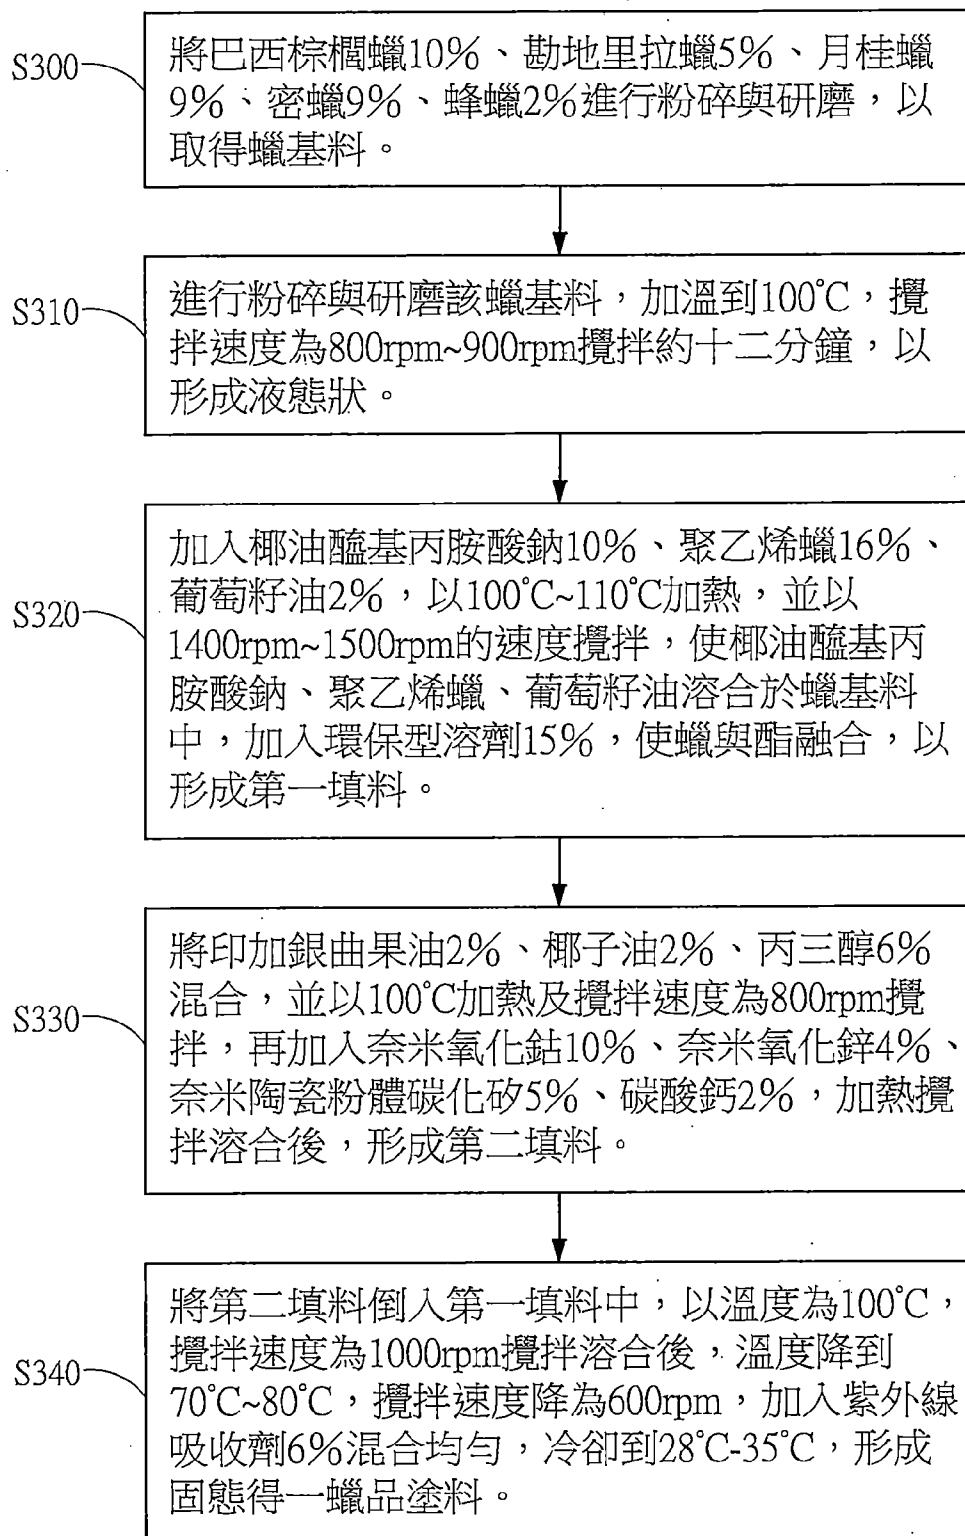 S300
將巴西棕櫚蠟10%、勘地里拉蠟5%、月桂蠟
9%、密蠟9%、蜂蠟2%進行粉碎與研磨，以
取得蠟基料。
S310
進行粉碎與研磨該蠟基料，加溫到100℃，攪
拌速度為800rpm~900rpm攪拌約十二分鐘，以
形成液態狀。
S320
加入椰油醯基丙胺酸鈉10%、聚乙烯蠟16%、
葡萄籽油2%，以100℃~110℃加熱，並以
1400rpm~1500rpm的速度攪拌，使椰油醯基丙
胺酸鈉、聚乙烯蠟、葡萄籽油溶合於蠟基料
中，加入環保型溶劑15%，使蠟與酯融合，以
形成第一填料。
S330
將印加銀曲果油2%、椰子油2%、丙三醇6%
混合，並以100℃加熱及攪拌速度為800rpm攪
拌，再加入奈米氧化鈷10%、奈米氧化鋅4%、
奈米陶瓷粉體碳化矽5%、碳酸鈣2%，加熱攪
拌溶合後，形成第二填料。
S340
將第二填料倒入第一填料中，以溫度為100℃，
攪拌速度為1000rpm攪拌溶合後，溫度降到
70℃~80℃，攪拌速度降為600rpm，加入紫外線
吸收劑6%混合均勻，冷卻到28℃-35℃，形成
固態得一蠟品塗料。